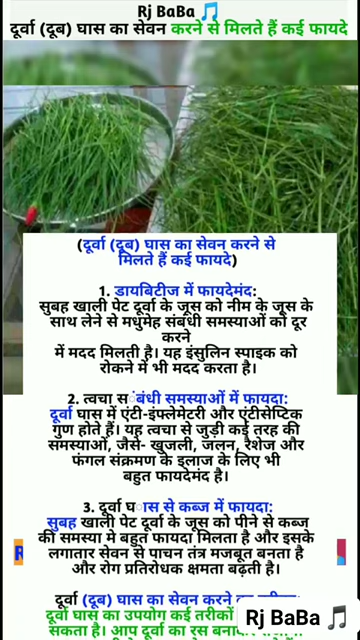 Rj BaBa 🎵
दूर्वा (दूब) घास का सेवन करने से मिलते हैं कई फायदे
(दूर्वा (दूब) घास का सेवन करने से
मिलते हैं कई फायदे)
1. डायबिटीज में फायदेमंद:
सुबह खाली पेट दूर्वा के जूस को नीम के जूस के
साथ लेने से मधुमेह संबंधी समस्याओं को दूर
करने
में मदद मिलती है। यह इंसुलिन स्पाइक को
रोकने में भी मदद करता है।
2. त्वचा संबंधी समस्याओं में फायदा:
दूर्वा घास में एंटी-इंफ्लेमेटरी और एंटीसेप्टिक
गुण होते हैं। यह त्वचा से जुड़ी कई तरह की
समस्याओं, जैसे- खुजली, जलन, रैशेज और
फंगल संक्रमण के इलाज के लिए भी
बहुत फायदेमंद है।
3. दूर्वा घास से कब्ज में फायदा:
सुबह खाली पेट दूर्वा के जूस को पीने से कब्ज
की समस्या मे बहुत फायदा मिलता है और इसके
लगातार सेवन से पाचन तंत्र मजबूत बनता है
और रोग प्रतिरोधक क्षमता बढ़ती है।
दूर्वा (दूब) घास का सेवन करने
दूर्वा घास का उपयोग कई तरीकों
सकता है। आप दूर्वा का रस
Rj BaBa 🎵